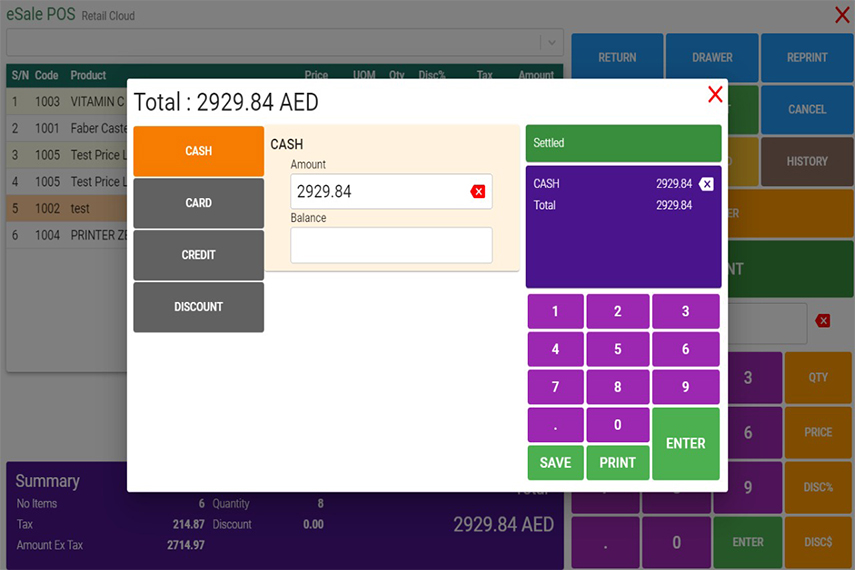 eSale POS Retail Cloud
RETURN DRAWER REPRINT
S/N Code Product Price UOM Qty Disc% Tax Amount
1 1003 VITAMIN C
2 1001 Faber Caste
3 1005 Test Price L
4 1005 Test Price L
5 1002 test
6 1004 PRINTER ZE
CANCEL
HISTORY
Total : 2929.84 AED
CASH
CARD
CREDIT
DISCOUNT
CASH
Amount
2929.84
Balance
Settled
CASH 2929.84
Total 2929.84
1 2 3
4 5 6
7 8 9
. 0 ENTER
SAVE PRINT
ER
NT
3 QTY
6 PRICE
9 DISC%
. 0 ENTER DISC$
Summary
No Items 6 Quantity 8
Tax 214.87 Discount 0.00
Amount Ex Tax 2714.97
Total
2929.84 AED